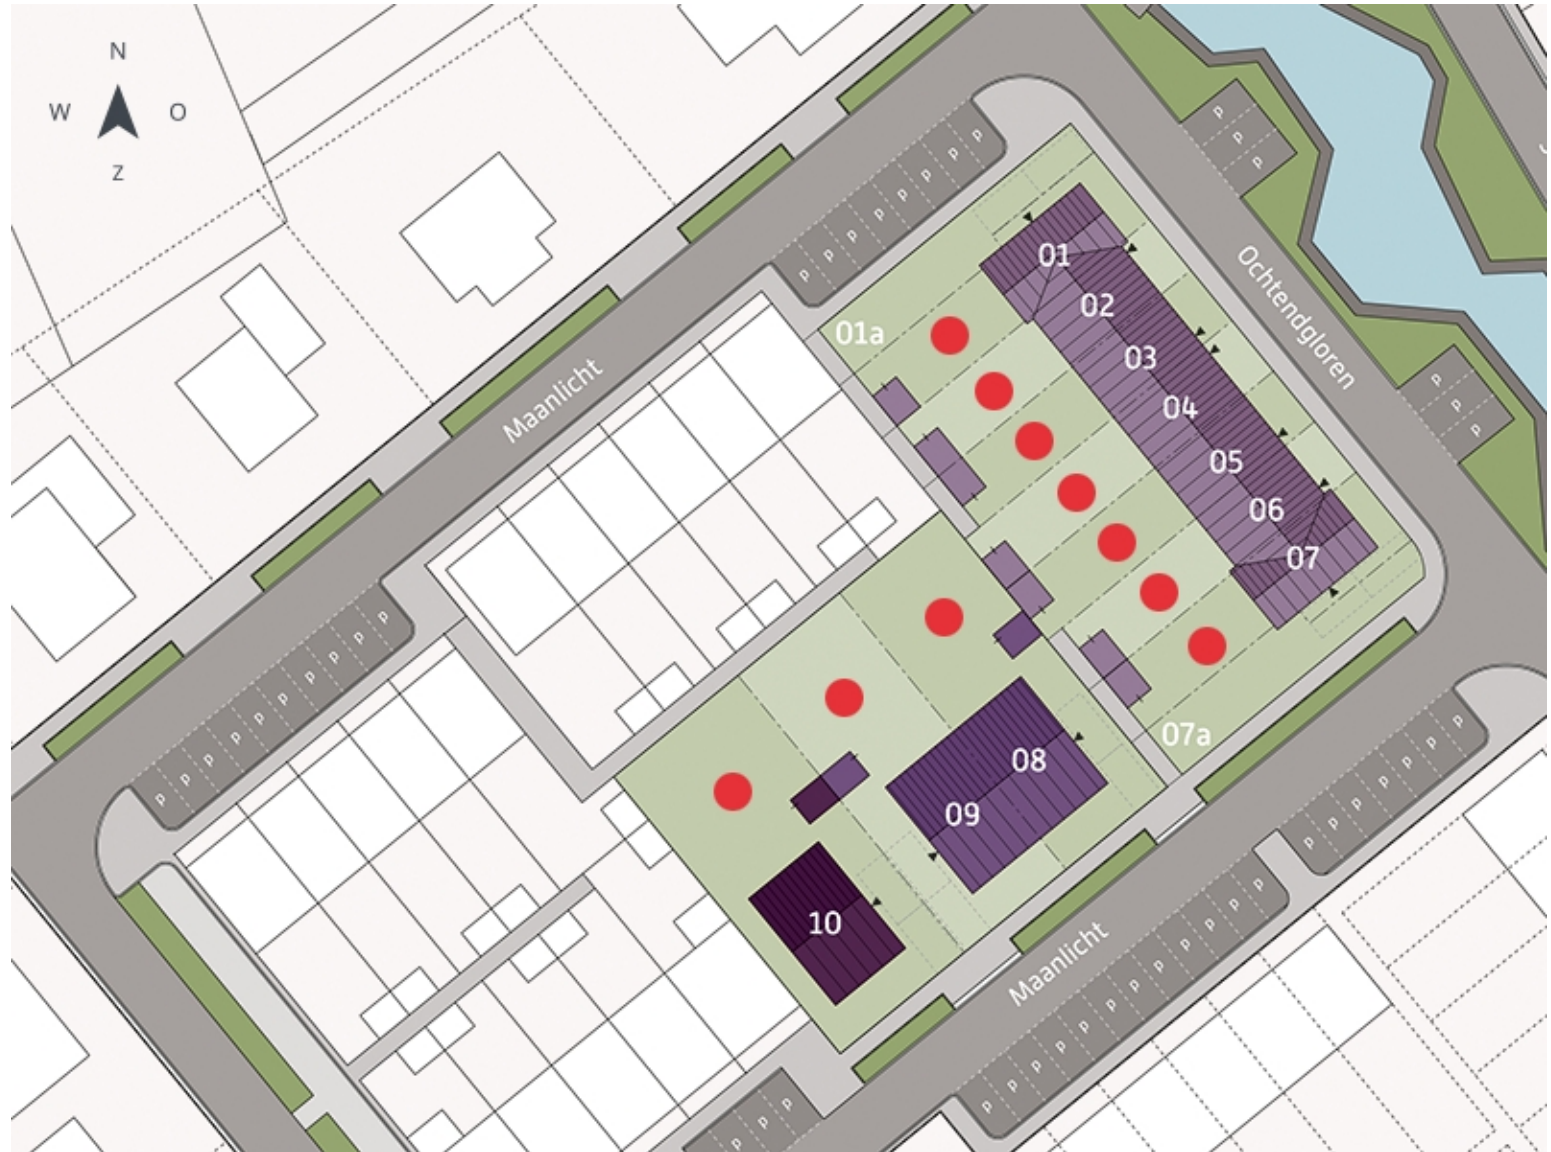 N
W O
Z
Maanlicht
Ochtendgloren
01
01a
02
03
04
05
06
07
07a
08
09
10
Maanlicht
P P P P P P P P
P P P
P P P
P P P P P P P P P P
P P P P P P P
P P P P P P P P P P P P
P P P